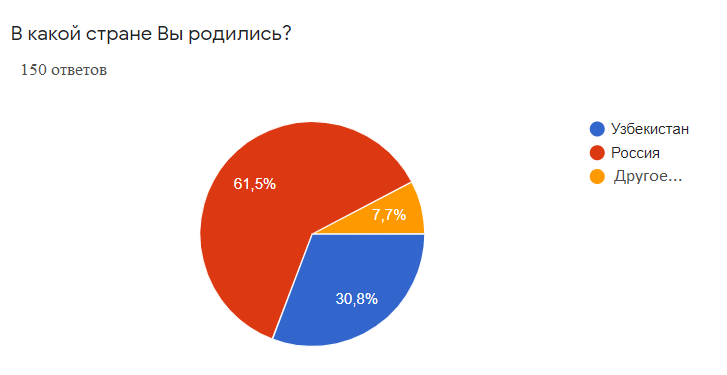 В какой стране Вы родились?
150 ответов
Узбекистан
Россия
Другое...
61,5%
7,7%
30,8%